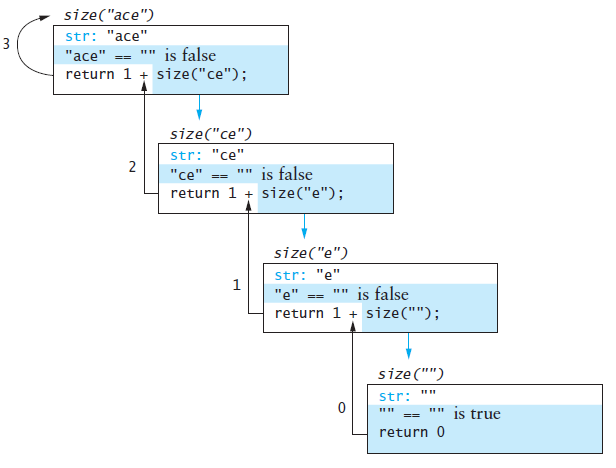 size("ace")
3
str: "ace"
"ace" == "" is false
return 1 + size("ce");
size("ce")
2
str: "ce"
"ce" == "" is false
return 1 + size("e");
size("e")
1
str: "e"
"e" == "" is false
return 1 + size("");
size("")
0
str: ""
"" == "" is true
return 0